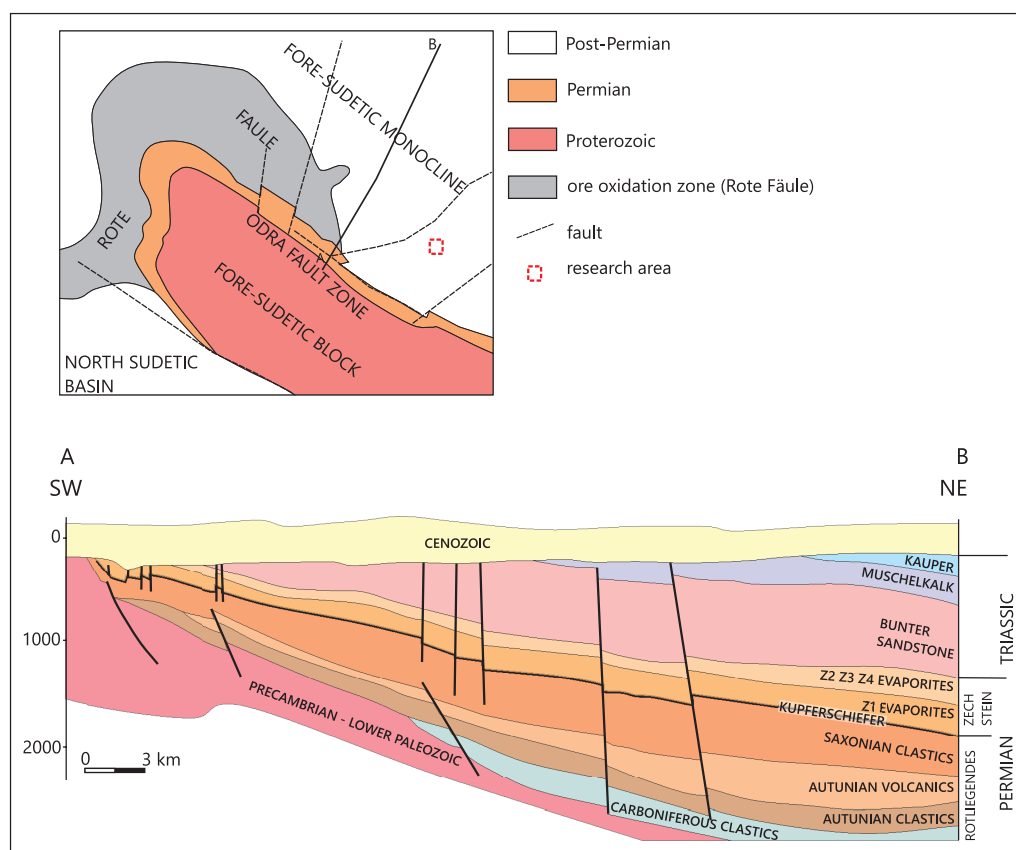 B
FORE-SUDETIC MONOCLINE
FAULE
ROTE
ODRA FAULT ZONE
FORE-SUDETIC BLOCK
NORTH SUDETIC
BASIN
Post-Permian
Permian
Proterozoic
ore oxidation zone (Rote Fäule)
fault
research area
A
SW
B
NE
0
1000
2000
0
3 km
CENOZOIC
KAUPER
MUSCHELKALK
BUNTER
SANDSTONE
Z2 Z3 Z4 EVAPORITES
Z1 EVAPORITES
KUPFERSCHIEFER
SAXONIAN CLASTICS
AUTUNIAN VOLCANICS
AUTUNIAN CLASTICS
CARBONIFEROUS CLASTICS
PRECAMBRIAN - LOWER PALEOZOIC
TRIASSIC
ZECH
STEIN
ROTLIEGENDES
PERMIAN